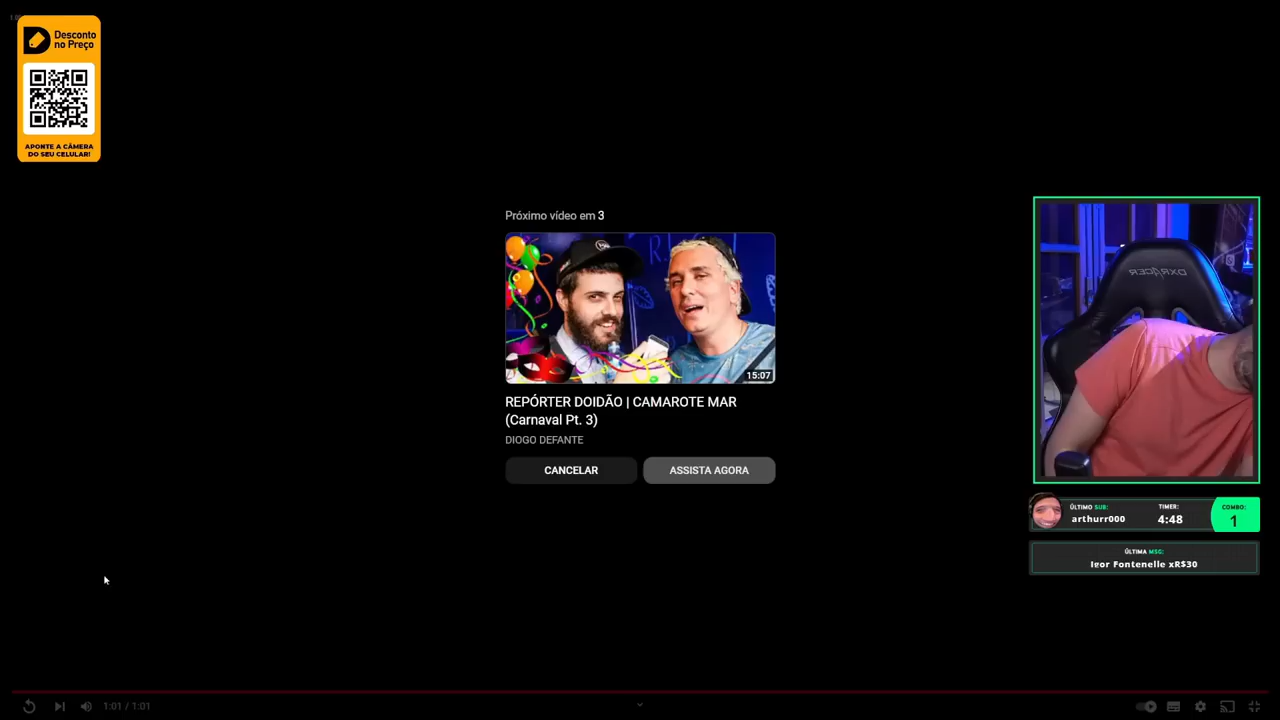 Desconto
no Preço
APONTE A CÂMERA
DO SEU CELULAR!
Próximo vídeo em 3
15:07
REPÓRTER DOIDÃO | CAMAROTE MAR
(Carnaval Pt. 3)
DIOGO DEFANTE
CANCELAR
ASSISTA AGORA
DXRACER
ÚLTIMO SUB:
arthurr000
TIMER:
4:48
COMBO:
1
ÚLTIMA MSG:
Igor Fontenelle xR$30
1:01 / 1:01